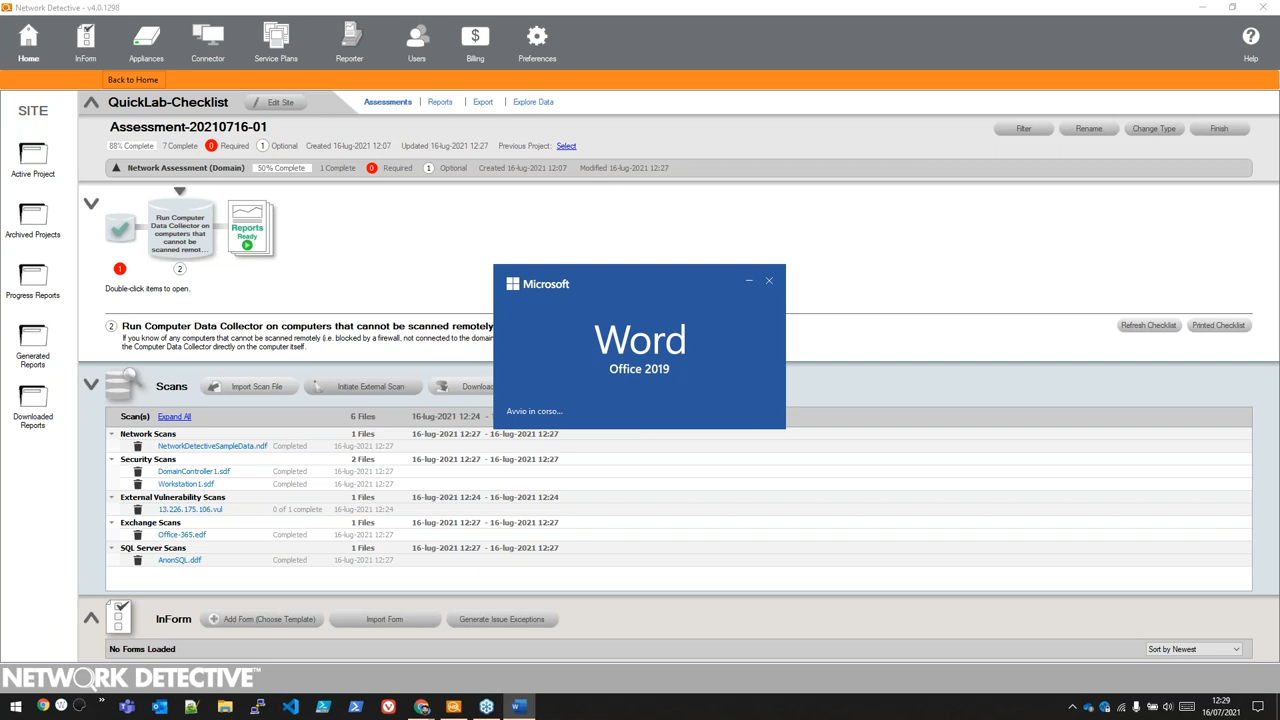 Network Detective - v4.0.1298
Home
InForm
Appliances
Connector
Service Plans
Reporter
Users
Billing
Preferences
Help
Back to Home
SITE
Active Project
Archived Projects
Progress Reports
Generated
Reports
Downloaded
Reports
QuickLab-Checklist
Edit Site
Assessments | Reports | Export | Explore Data
Assessment-20210716-01
Filter
Rename
Change Type
Finish
88% Complete 7 Complete 0 Required 1 Optional Created 16-lug-2021 12:07 Updated 16-lug-2021 12:27 Previous Project: Select
Network Assessment (Domain) 50% Complete 1 Complete 0 Required 1 Optional Created 16-lug-2021 12:07 Modified 16-lug-2021 12:27
Run Computer
Data Collector on
computers that
cannot be
scanned remot...
Reports
Ready
1
2
Double-click items to open.
2 Run Computer Data Collector on computers that cannot be scanned remotely
If you know of any computers that cannot be scanned remotely (i.e. blocked by a firewall, not connected to the domain
the Computer Data Collector directly on the computer itself.
Refresh Checklist
Printed Checklist
Microsoft
Word
Office 2019
Avvio in corso...
Scans
Import Scan File
Initiate External Scan
Download
Scan(s) Expand All 6 Files 16-lug-2021 12:24 -
Network Scans 1 Files 16-lug-2021 12:27 - 16-lug-2021 12:27
NetworkDetectiveSampleData.ndf Completed 16-lug-2021 12:27
Security Scans 2 Files 16-lug-2021 12:27 - 16-lug-2021 12:27
DomainController1.sdf Completed 16-lug-2021 12:27
Workstation1.sdf Completed 16-lug-2021 12:27
External Vulnerability Scans 1 Files 16-lug-2021 12:24 - 16-lug-2021 12:24
13.226.175.106.vul 0 of 1 complete 16-lug-2021 12:24
Exchange Scans 1 Files 16-lug-2021 12:27 - 16-lug-2021 12:27
Office-365.edf Completed 16-lug-2021 12:27
SQL Server Scans 1 Files 16-lug-2021 12:27 - 16-lug-2021 12:27
AnonSQL.ddf Completed 16-lug-2021 12:27
InForm
Add Form (Choose Template)
Import Form
Generate Issue Exceptions
No Forms Loaded
Sort by Newest
NETWORK DETECTIVE™
12:29
16/07/2021